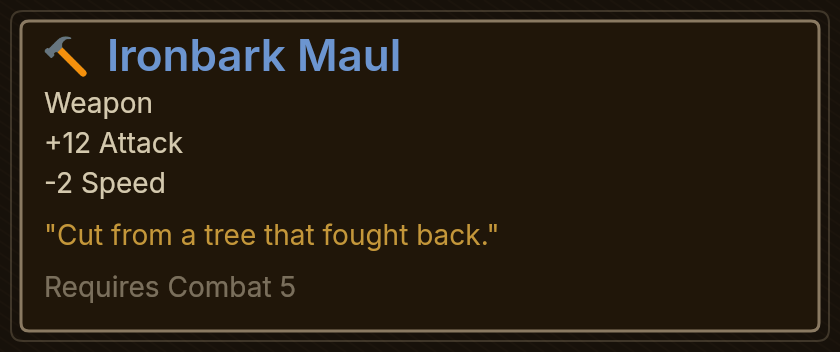 Ironbark Maul
Weapon
+12 Attack
-2 Speed
"Cut from a tree that fought back."
Requires Combat 5